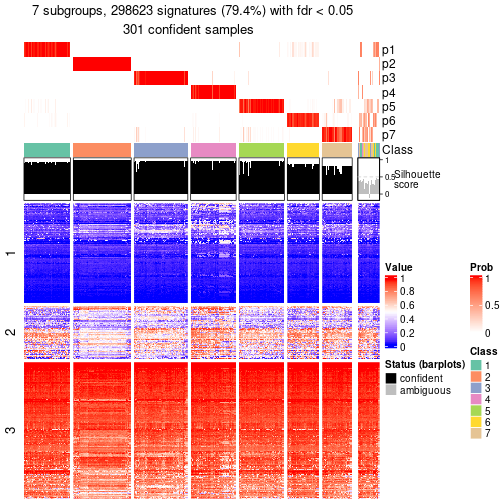 7 subgroups, 298623 signatures (79.4%) with fdr < 0.05
301 confident samples
p1
p2
p3
p4
p5
p6
p7
Class
1
0.5
0
Silhouette
score
1
2
3
Value
1
0.8
0.6
0.4
0.2
0
Prob
1
0.5
0
Status (barplots)
confident
ambiguous
Class
1
2
3
4
5
6
7